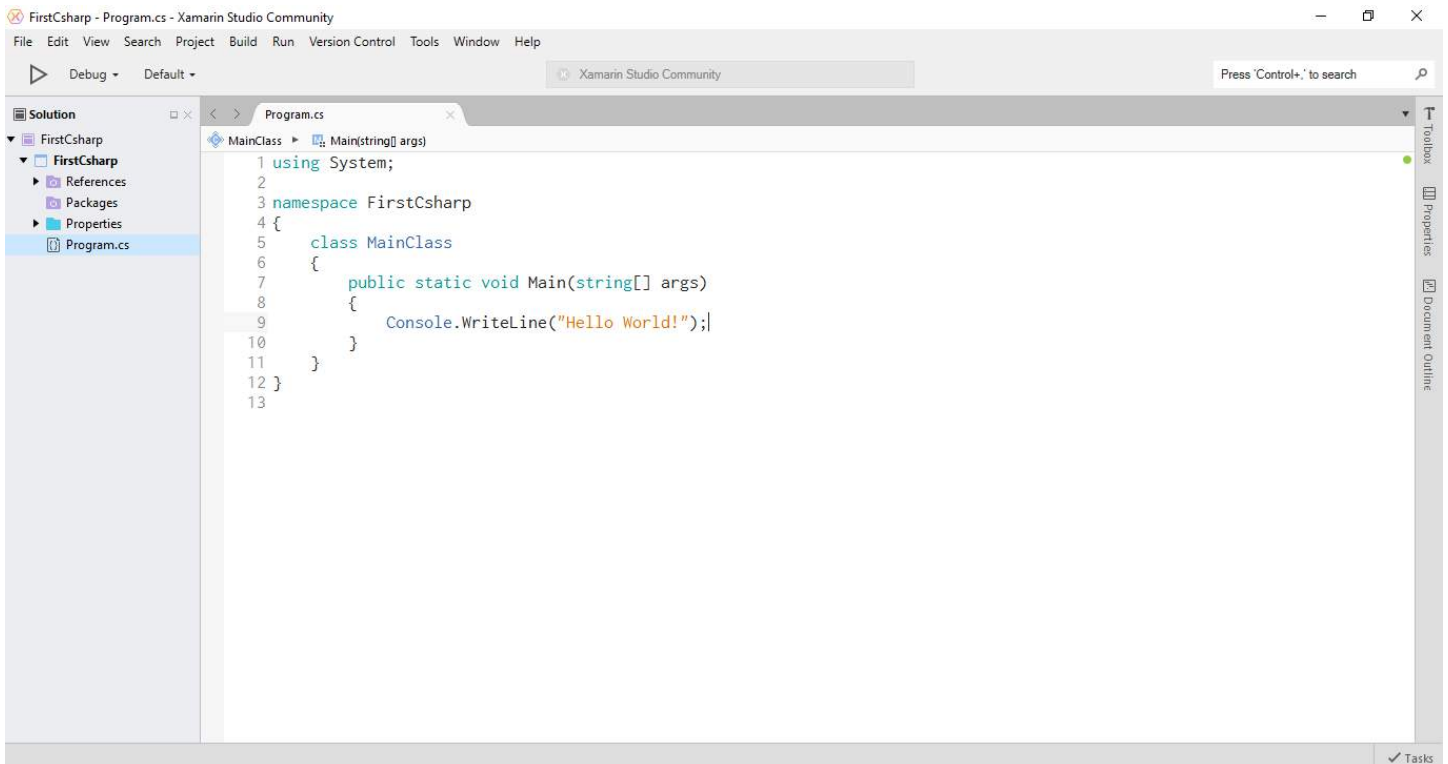 FirstCsharp - Program.cs - Xamarin Studio Community
File Edit View Search Project Build Run Version Control Tools Window Help
Debug Default
Xamarin Studio Community
Press 'Control+,' to search
Solution
FirstCsharp
FirstCsharp
References
Packages
Properties
Program.cs
Program.cs
MainClass Main(string[] args)
1 using System;
2
3 namespace FirstCsharp
4 {
5     class MainClass
6     {
7         public static void Main(string[] args)
8         {
9             Console.WriteLine("Hello World!");
10         }
11     }
12 }
13
Toolbox
Properties
Document Outline
Tasks